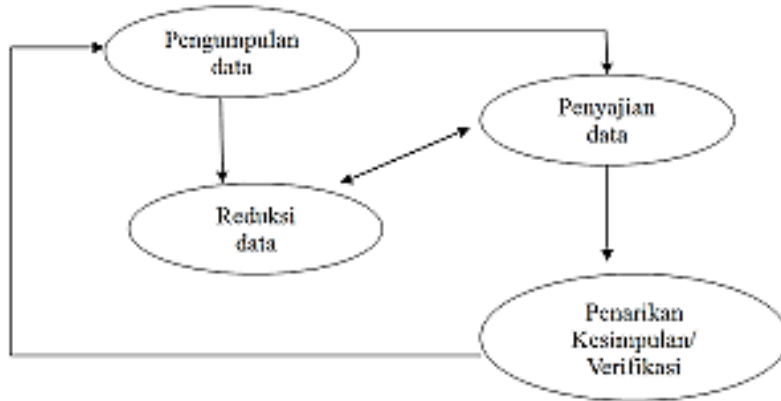 Pengumpulan
data
Penyajian
data
Reduksi
data
Penarikan
Kesimpulan/
Verifikasi